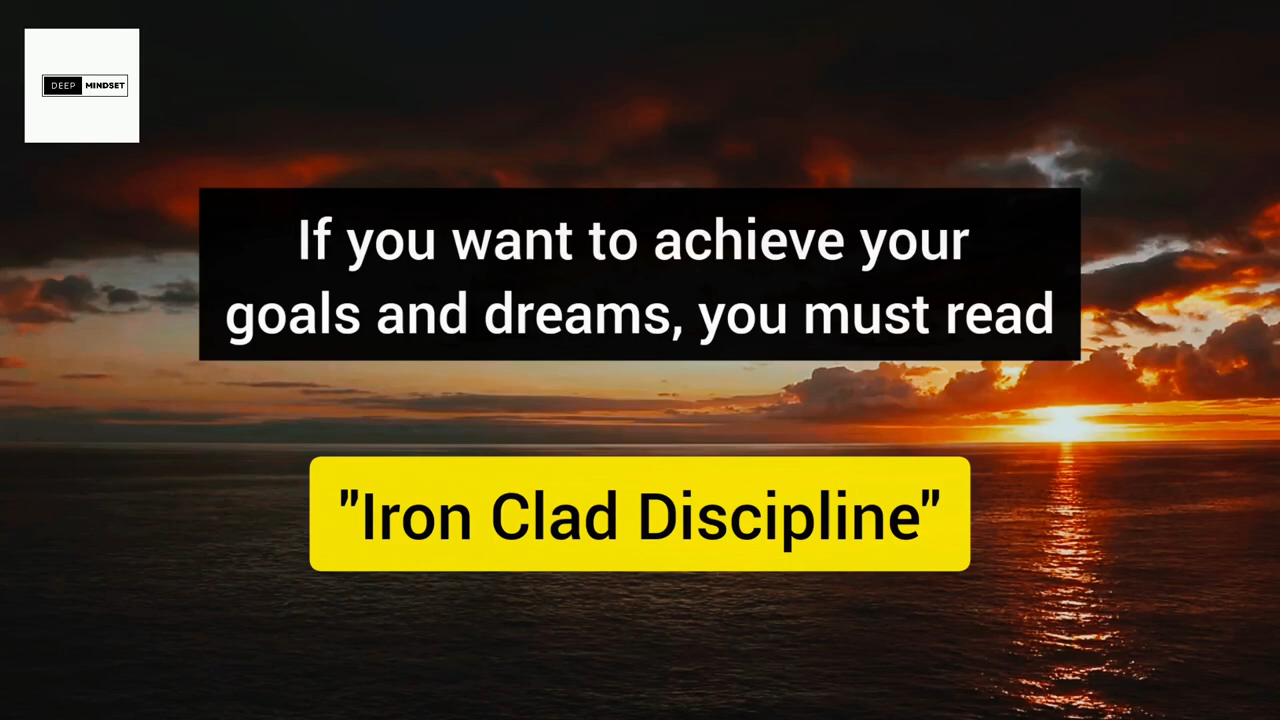 DEEP MINDSET
If you want to achieve your
goals and dreams, you must read
"Iron Clad Discipline"